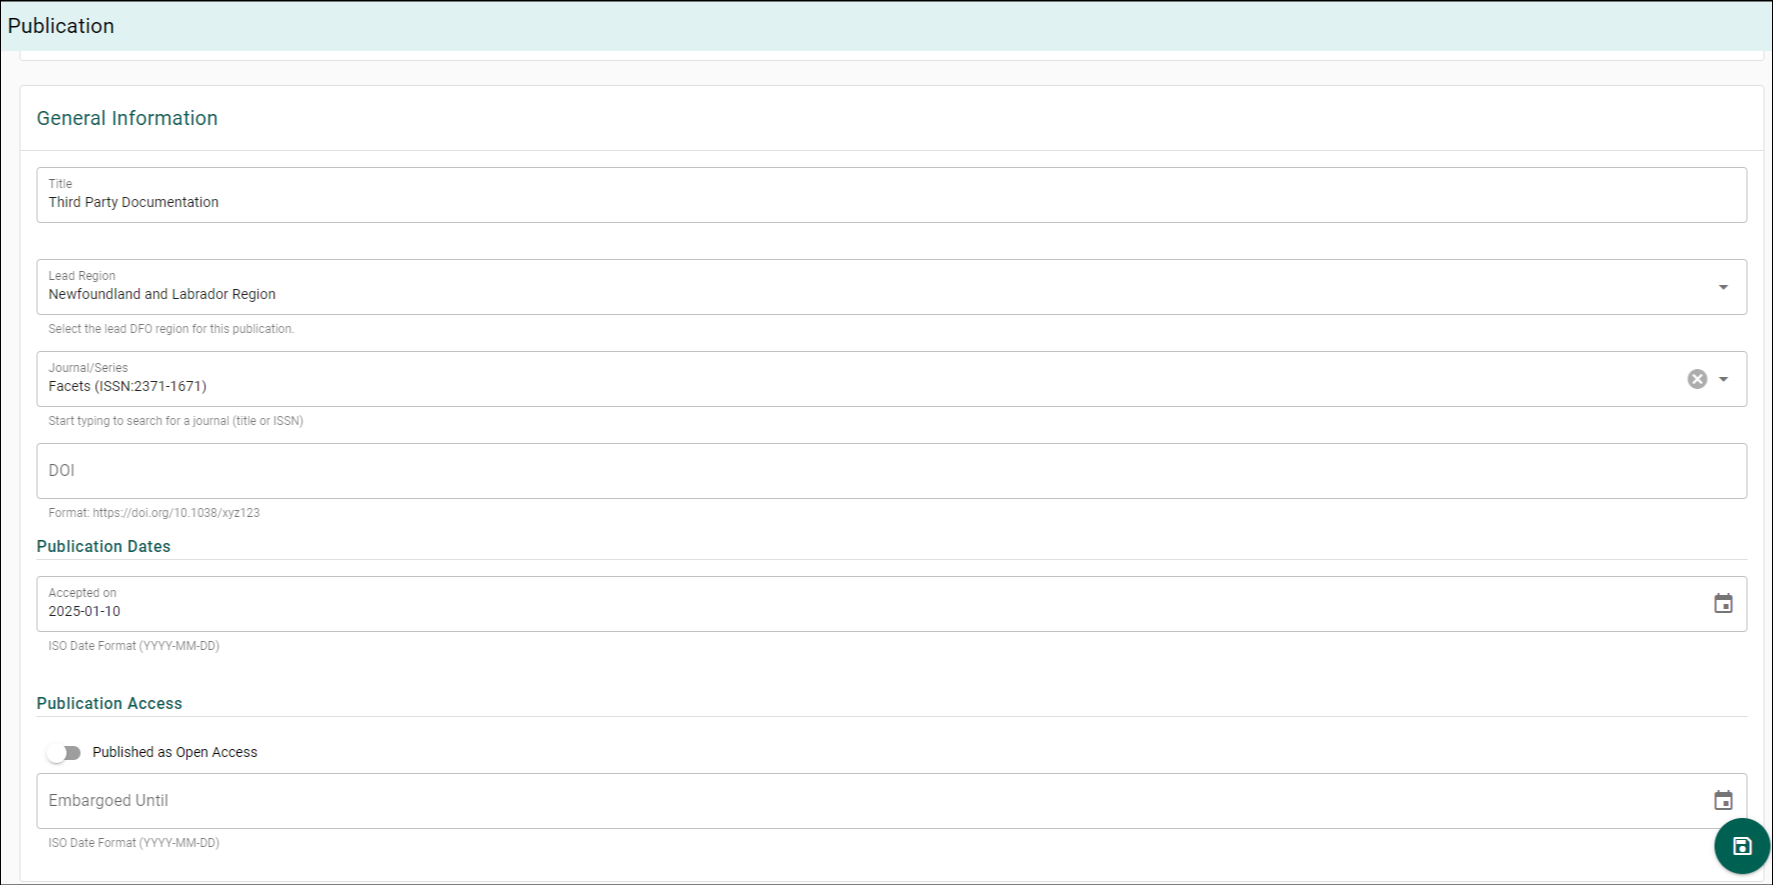 Publication
General Information
Title
Third Party Documentation
Lead Region
Newfoundland and Labrador Region
Select the lead DFO region for this publication.
Journal/Series
Facets (ISSN:2371-1671)
Start typing to search for a journal (title or ISSN)
DOI
Format: https://doi.org/10.1038/xyz123
Publication Dates
Accepted on
2025-01-10
ISO Date Format (YYYY-MM-DD)
Publication Access
Published as Open Access
Embargoed Until
ISO Date Format (YYYY-MM-DD)